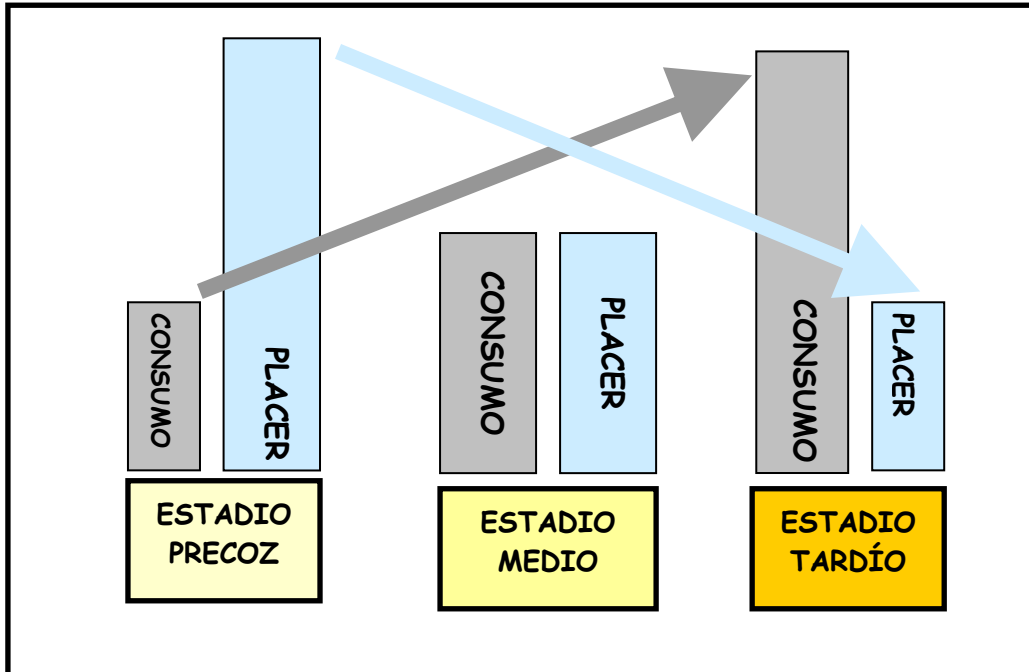 CONSUMO
PLACER
CONSUMO
PLACER
CONSUMO
PLACER
ESTADIO
PRECOZ
ESTADIO
MEDIO
ESTADIO
TARDÍO